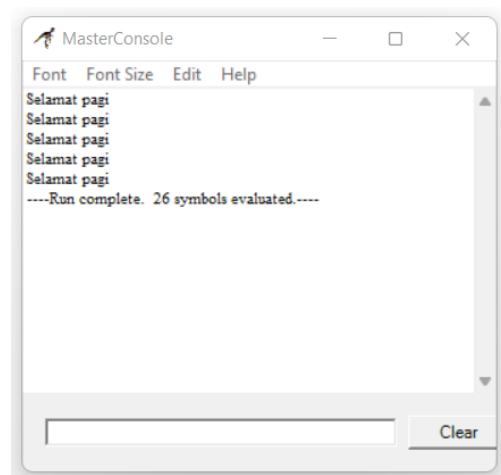 MasterConsole
Font Font Size Edit Help
Selamat pagi
Selamat pagi
Selamat pagi
Selamat pagi
Selamat pagi
----Run complete.  26 symbols evaluated.----
Clear